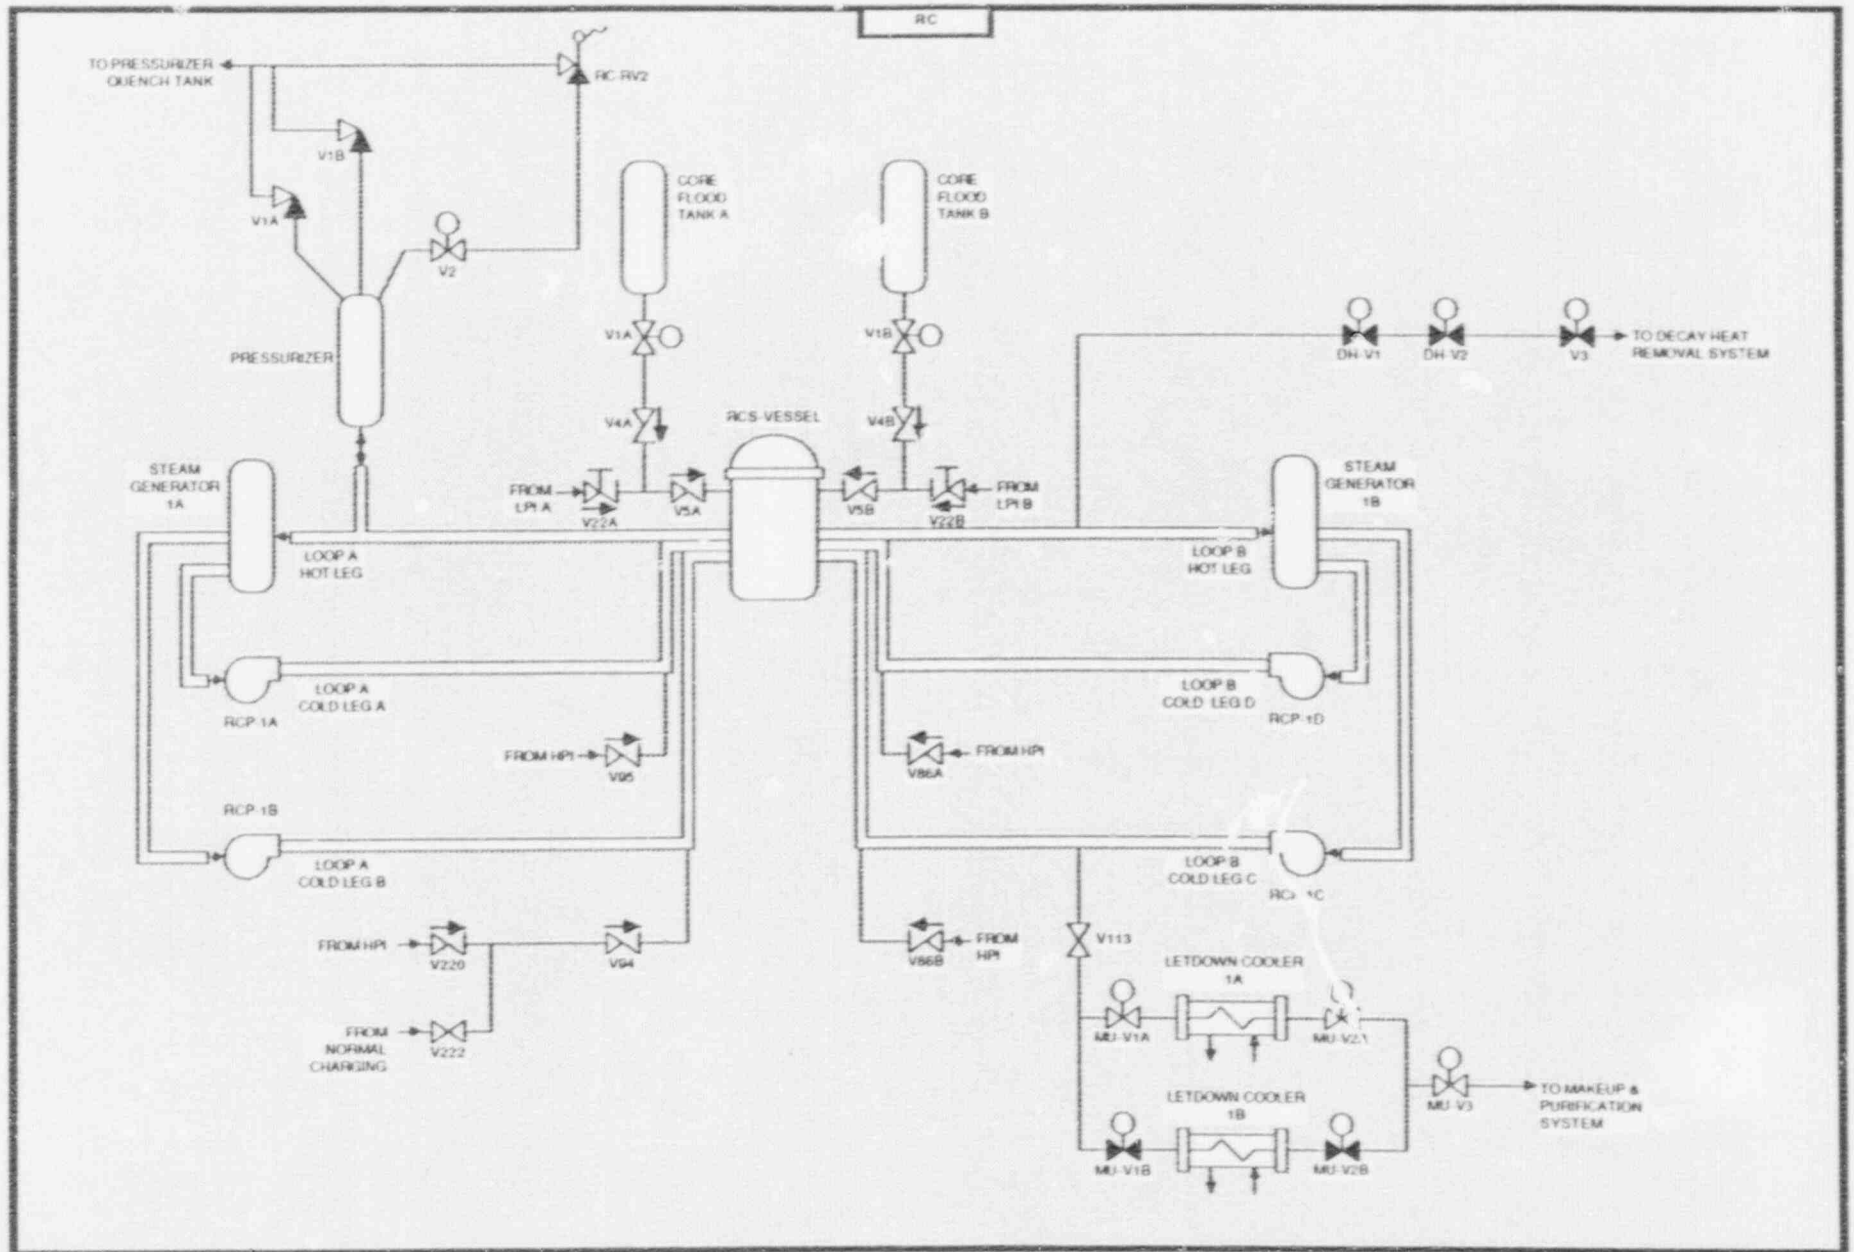 RC
TO PRESSURIZER
QUENCH TANK
RC-RV2
V1B
V1A
V2
CORE
FLOOD
TANK A
CORE
FLOOD
TANK B
V1A
V1B
DH-V1
DH-V2
V3
TO DECAY HEAT
REMOVAL SYSTEM
PRESSURIZER
V4A
RCS-VESSEL
V4B
STEAM
GENERATOR
1A
FROM
LPI A
V22A
V5A
V5B
V22B
FROM
LPI B
STEAM
GENERATOR
1B
LOOP A
HOT LEG
LOOP B
HOT LEG
LOOP A
COLD LEG A
RCP-1A
LOOP B
COLD LEG D
RCP-1D
FROM HPI
V95
V86A
FROM HPI
RCP-1B
LOOP A
COLD LEG B
LOOP B
COLD LEG C
RCP-1C
FROM HPI
V220
V94
V86B
FROM
HPI
V113
LETDOWN COOLER
1A
FROM
NORMAL
CHARGING
V222
MU-V1A
MU-V2A
LETDOWN COOLER
1B
MU-V3
TO MAKEUP &
PURIFICATION
SYSTEM
MU-V1B
MU-V2B